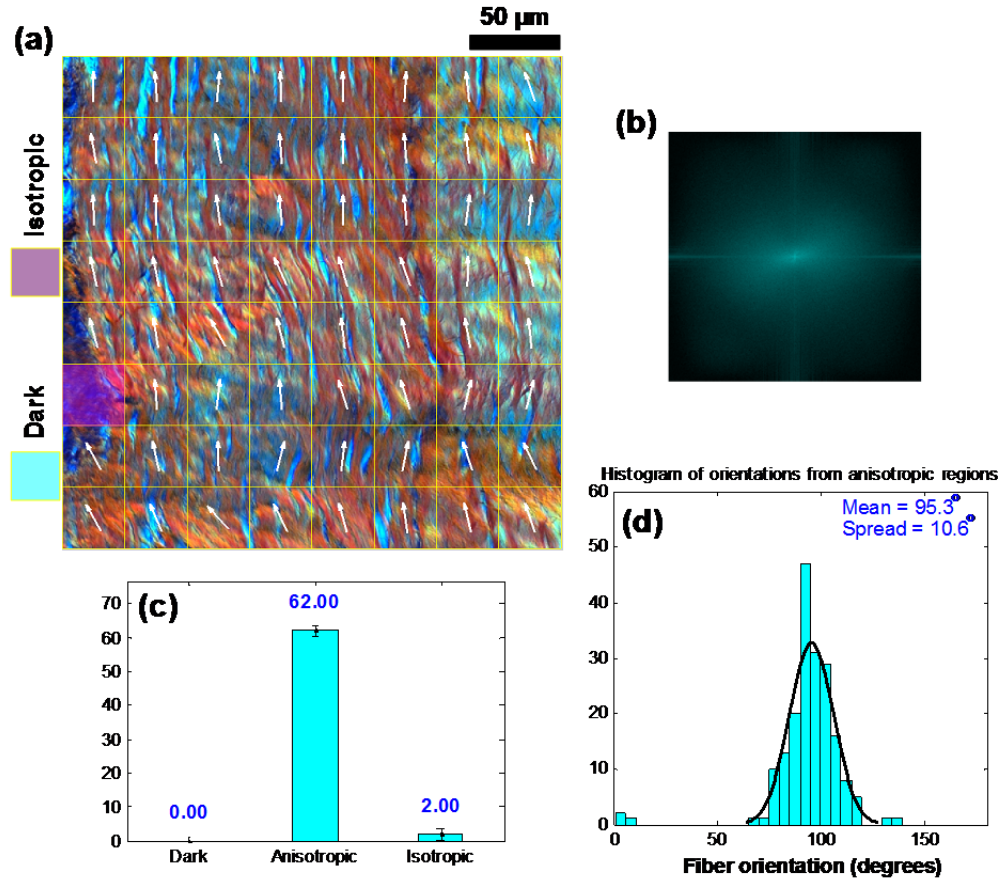 50 µm
(a)
Isotropic
Dark
(b)
(c)
70
60
50
40
30
20
10
0
0.00
62.00
2.00
Dark
Anisotropic
Isotropic
Histogram of orientations from anisotropic regions
(d)
Mean = 95.3°
Spread = 10.6°
60
50
40
30
20
10
0
0
50
100
150
Fiber orientation (degrees)